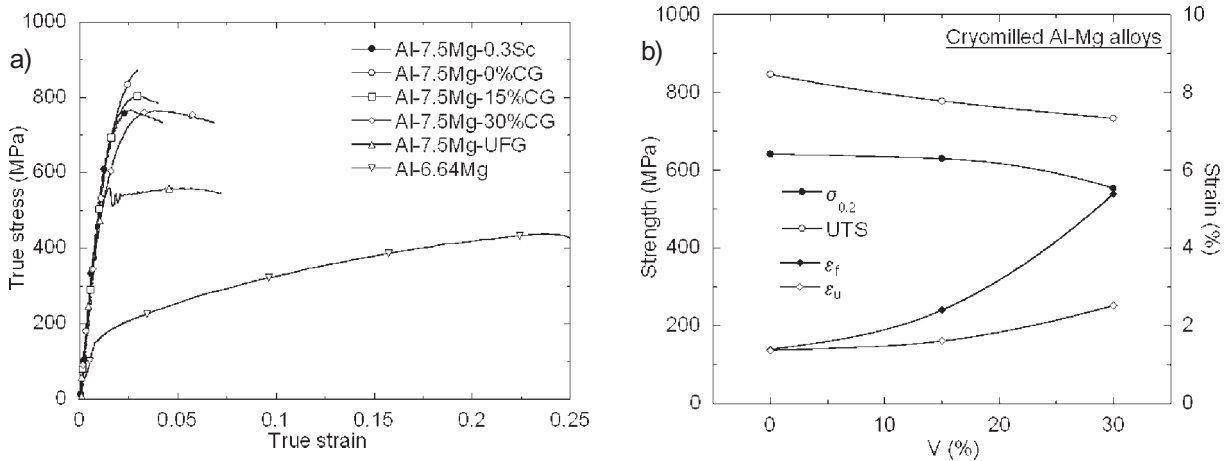 a)
1000
800
600
400
200
0
True stress (MPa)
Al-7.5Mg-0.3Sc
Al-7.5Mg-0%CG
Al-7.5Mg-15%CG
Al-7.5Mg-30%CG
Al-7.5Mg-UFG
Al-6.64Mg
0 0.05 0.1 0.15 0.2 0.25
True strain
b)
Cryomilled Al-Mg alloys
1000
800
600
400
200
0
Strength (MPa)
σ0.2
UTS
εf
εu
10
8
6
4
2
0
Strain (%)
0 10 20 30
V (%)